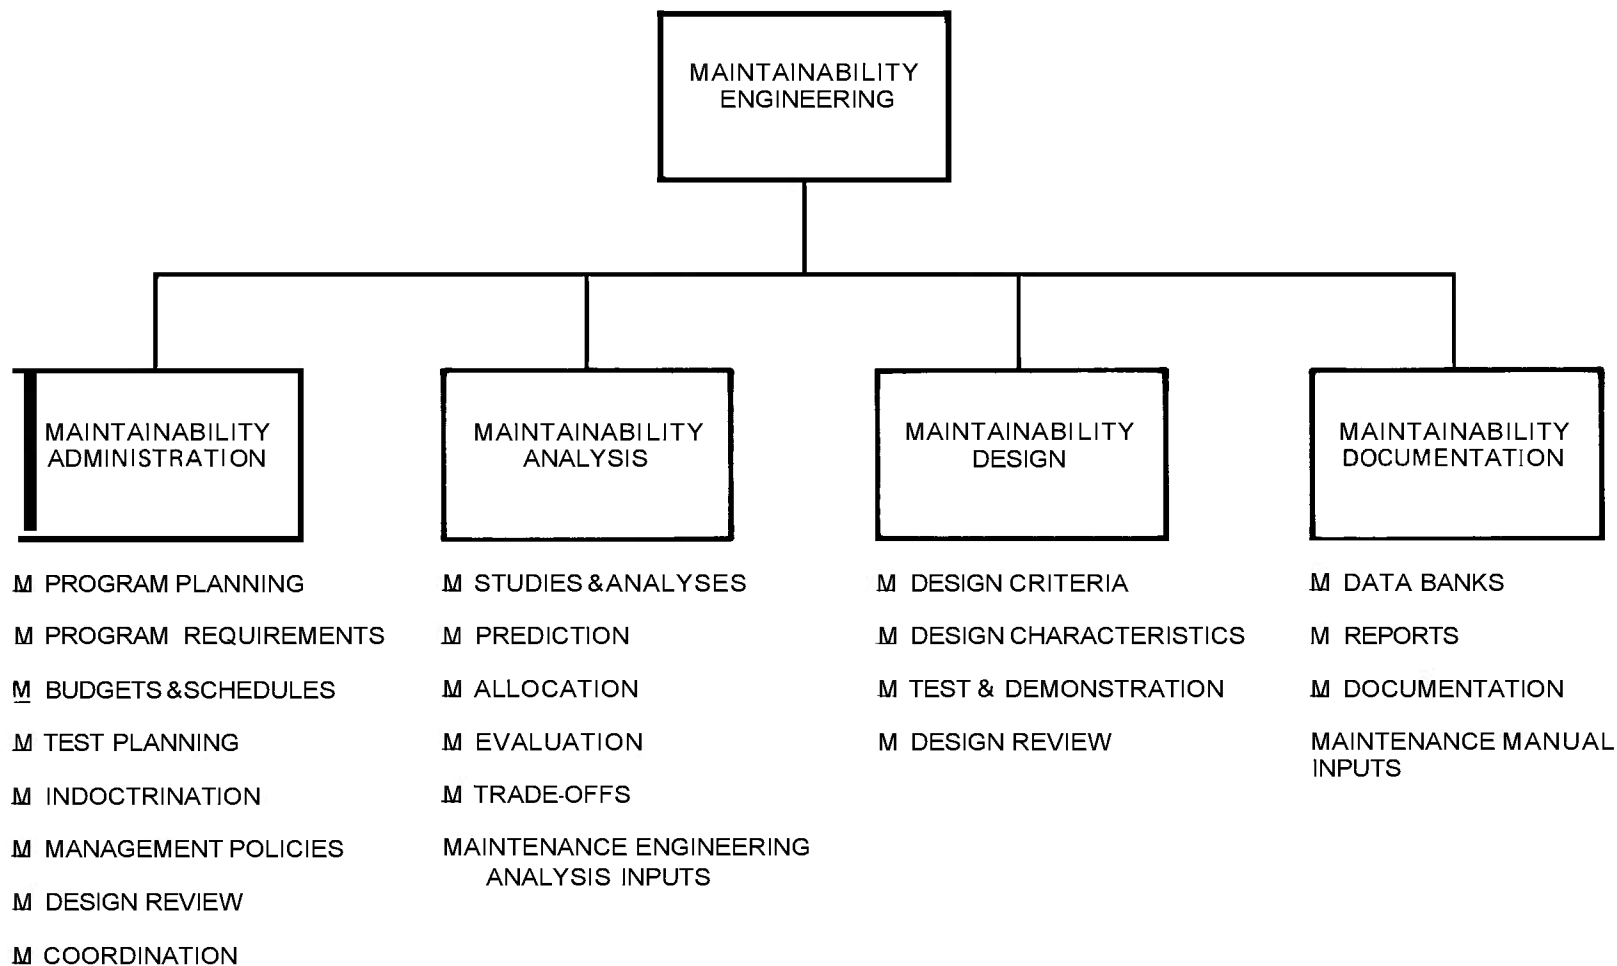 MAINTAINABILITY
ENGINEERING
MAINTAINABILITY
ADMINISTRATION
M PROGRAM PLANNING
M PROGRAM REQUIREMENTS
M BUDGETS & SCHEDULES
M TEST PLANNING
M INDOCTRINATION
M MANAGEMENT POLICIES
M DESIGN REVIEW
M COORDINATION
MAINTAINABILITY
ANALYSIS
M STUDIES & ANALYSES
M PREDICTION
M ALLOCATION
M EVALUATION
M TRADE-OFFS
MAINTENANCE ENGINEERING
ANALYSIS INPUTS
MAINTAINABILITY
DESIGN
M DESIGN CRITERIA
M DESIGN CHARACTERISTICS
M TEST & DEMONSTRATION
M DESIGN REVIEW
MAINTAINABILITY
DOCUMENTATION
M DATA BANKS
M REPORTS
M DOCUMENTATION
MAINTENANCE MANUAL
INPUTS